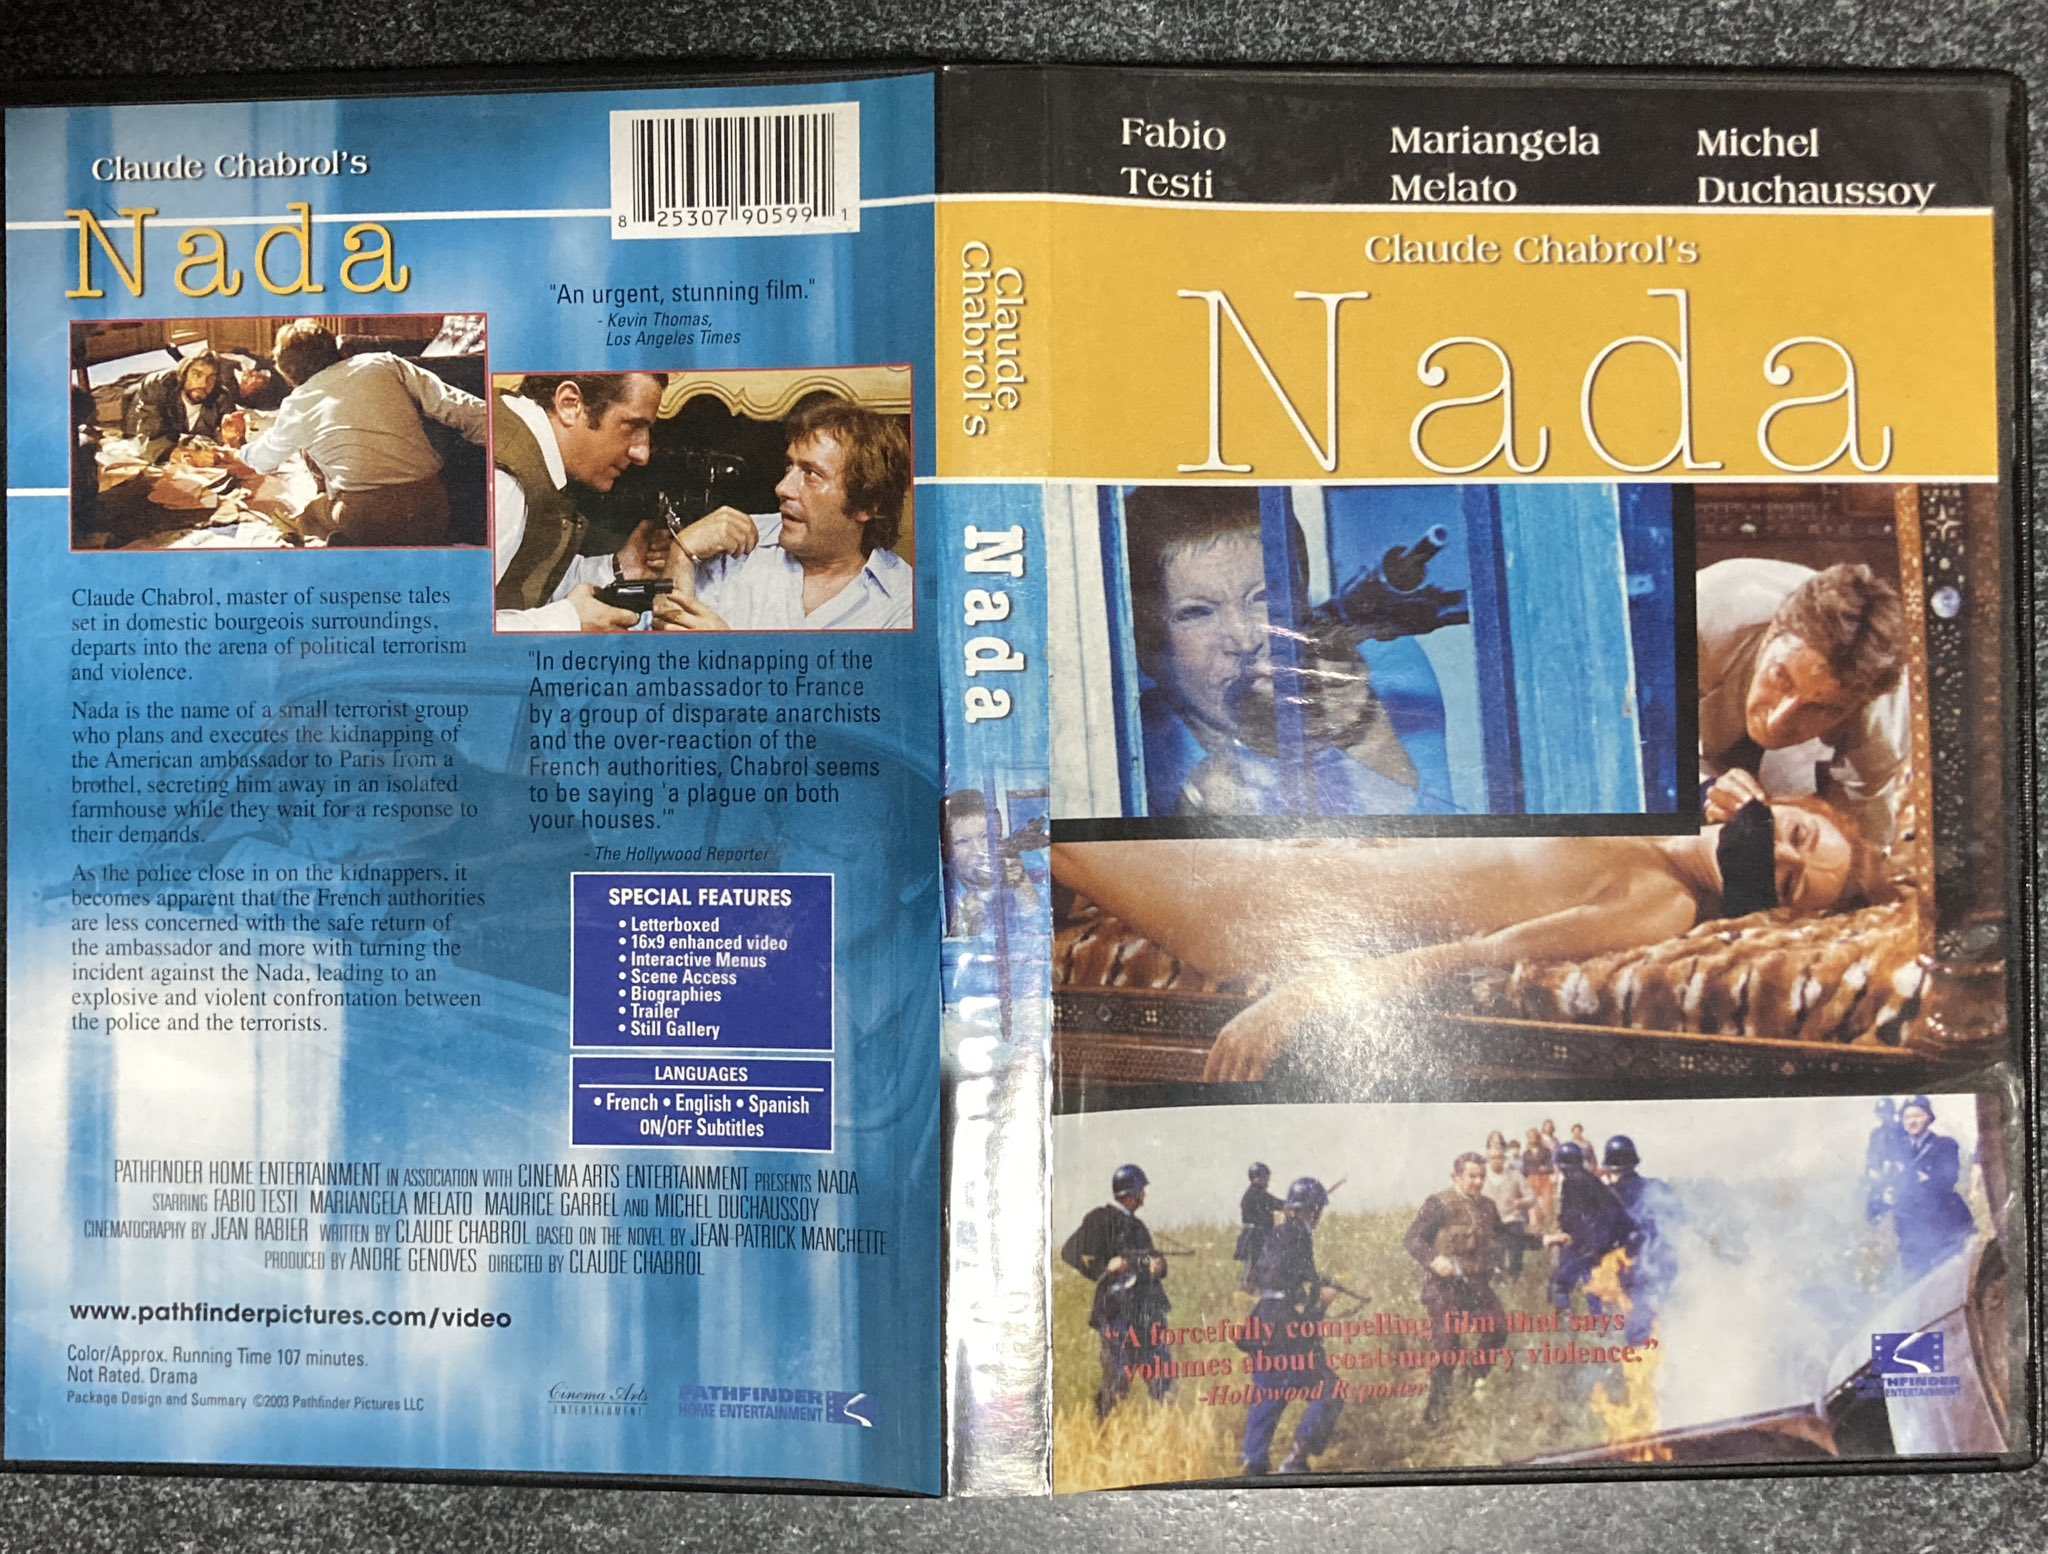 Claude Chabrol's
Nada
8 25307 90599 1
"An urgent, stunning film."
- Kevin Thomas,
Los Angeles Times
Claude Chabrol, master of suspense tales
set in domestic bourgeois surroundings,
departs into the arena of political terrorism
and violence.
Nada is the name of a small terrorist group
who plans and executes the kidnapping of
the American ambassador to Paris from a
brothel, secreting him away in an isolated
farmhouse while they wait for a response to
their demands.
As the police close in on the kidnappers, it
becomes apparent that the French authorities
are less concerned with the safe return of
the ambassador and more with turning the
incident against the Nada, leading to an
explosive and violent confrontation between
the police and the terrorists.
"In decrying the kidnapping of the
American ambassador to France
by a group of disparate anarchists
and the over-reaction of the
French authorities, Chabrol seems
to be saying 'a plague on both
your houses.'"
- The Hollywood Reporter
SPECIAL FEATURES
• Letterboxed
• 16x9 enhanced video
• Interactive Menus
• Scene Access
• Biographies
• Trailer
• Still Gallery
LANGUAGES
• French • English • Spanish
ON/OFF Subtitles
PATHFINDER HOME ENTERTAINMENT IN ASSOCIATION WITH CINEMA ARTS ENTERTAINMENT PRESENTS NADA
STARRING FABIO TESTI MARIANGELA MELATO MAURICE GARREL AND MICHEL DUCHAUSSOY
CINEMATOGRAPHY BY JEAN RABIER WRITTEN BY CLAUDE CHABROL BASED ON THE NOVEL BY JEAN-PATRICK MANCHETTE
PRODUCED BY ANDRE GENOVES DIRECTED BY CLAUDE CHABROL
www.pathfinderpictures.com/video
Color/Approx. Running Time 107 minutes.
Not Rated. Drama
Package Design and Summary ©2003 Pathfinder Pictures LLC
Cinema Arts
ENTERTAINMENT
PATHFINDER
HOME ENTERTAINMENT
Claude
Chabrol's
Nada
Fabio
Testi
Mariangela
Melato
Michel
Duchaussoy
Claude Chabrol's
Nada
"A forcefully compelling film that says
volumes about contemporary violence."
-Hollywood Reporter
PATHFINDER
HOME ENTERTAINMENT